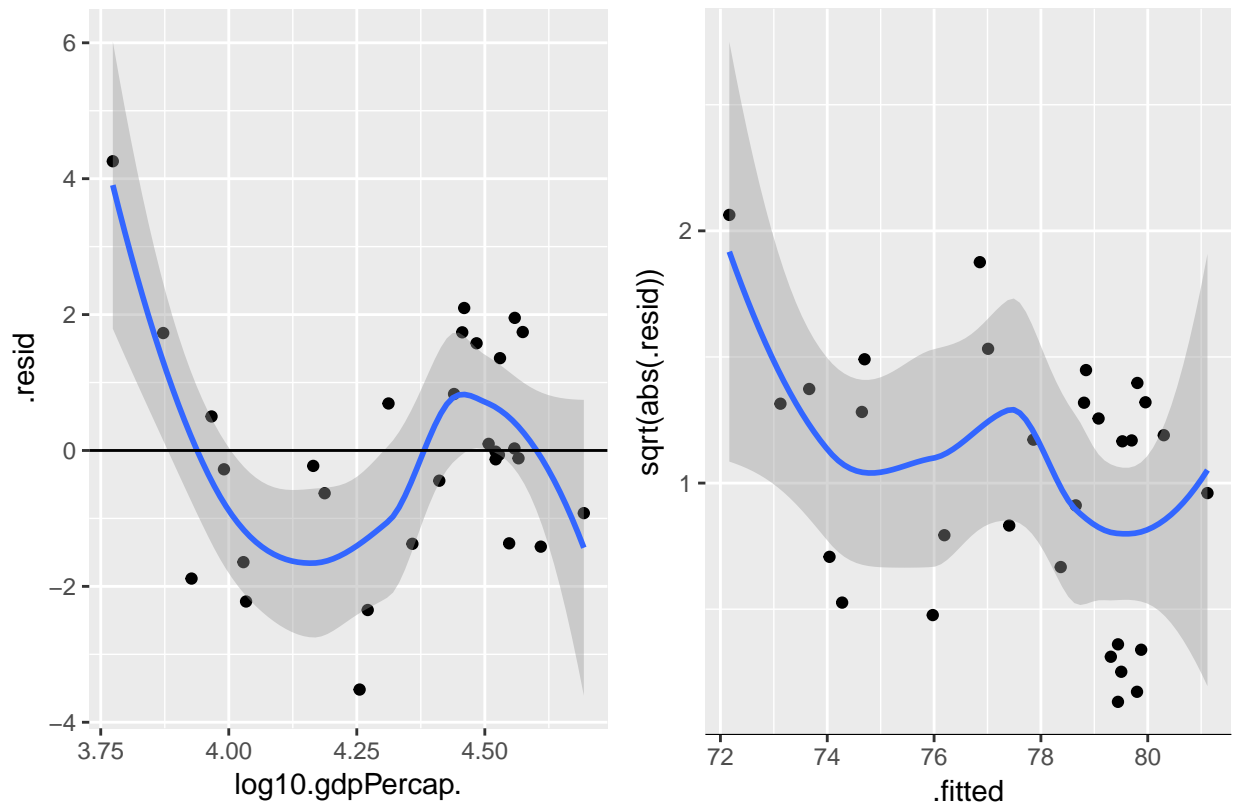 6
4
2
0
−2
−4
.resid
3.75 4.00 4.25 4.50
log10.gdpPercap.
2
1
sqrt(abs(.resid))
72 74 76 78 80
.fitted